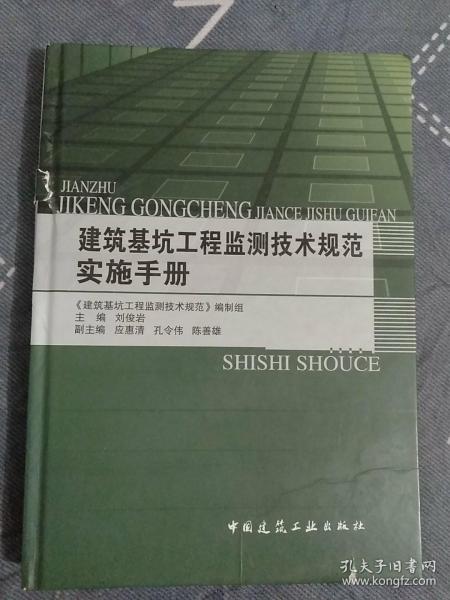 JIANZHU
JIKENG GONGCHENG JIANCE JISHU GUIFAN
建筑基坑工程监测技术规范
实施手册
《建筑基坑工程监测技术规范》编制组
主 编 刘俊岩
副主编 应惠清 孔令伟 陈善雄
SHISHI SHOUCE
中国建筑工业出版社
孔夫子旧书网
www.kongfz.com